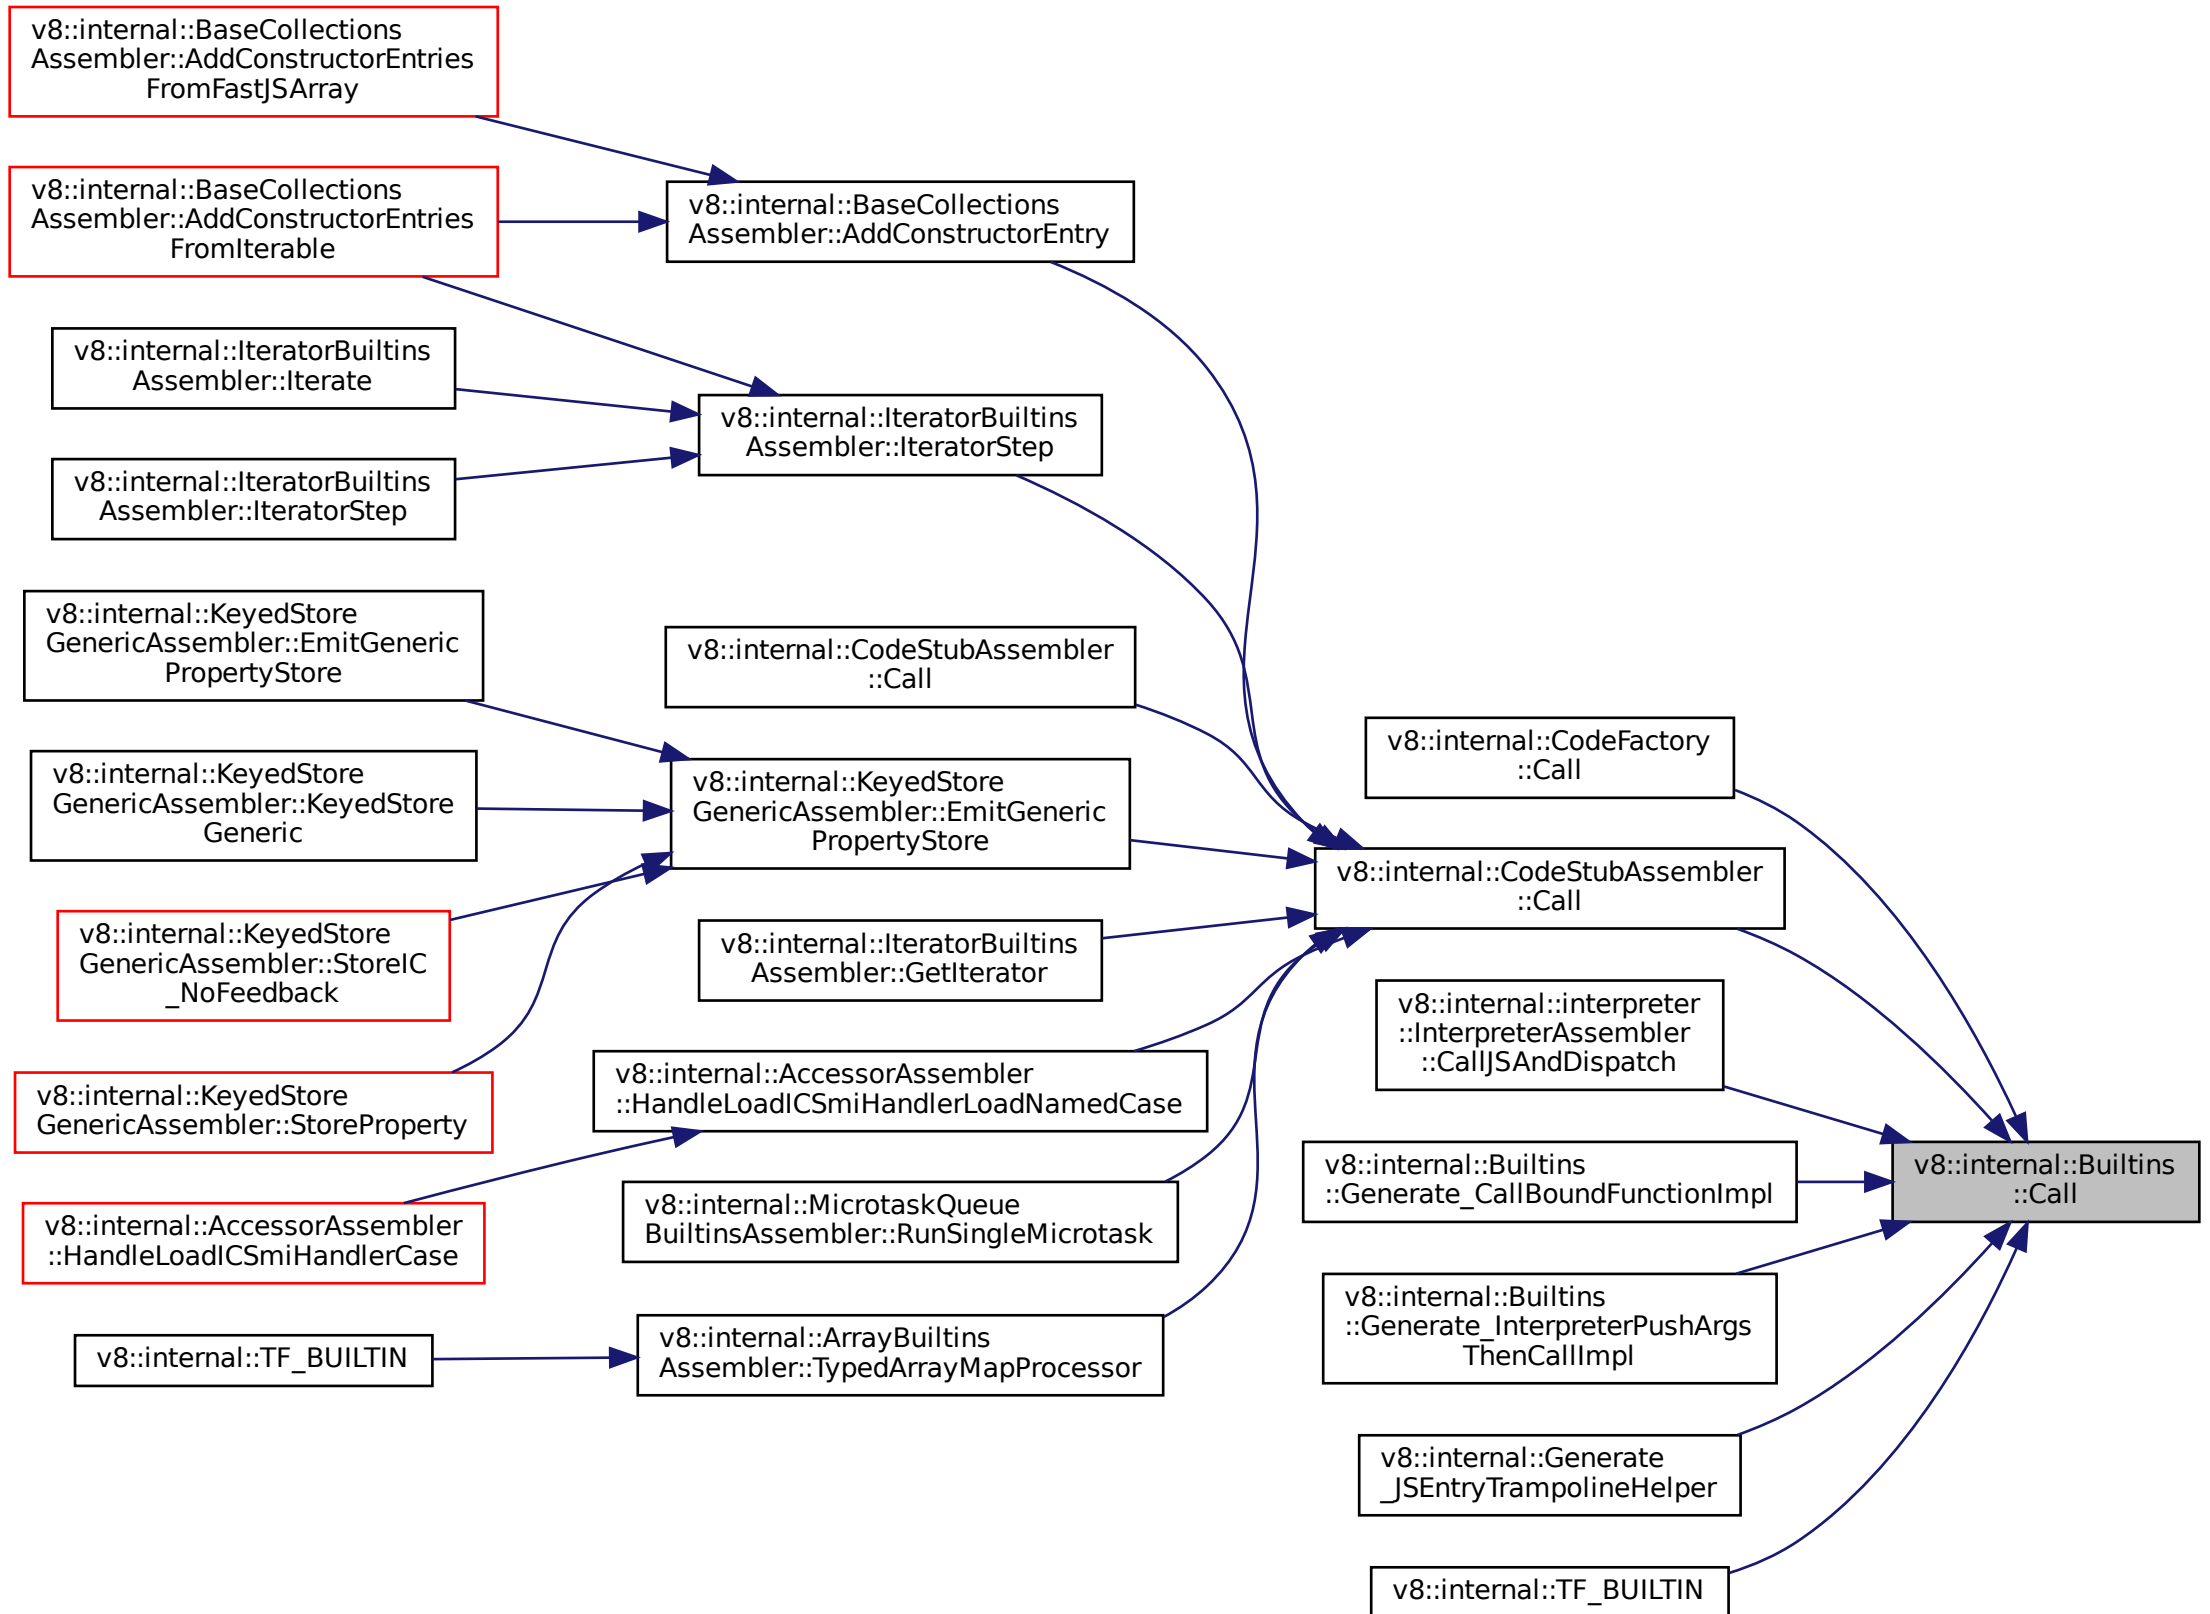 v8::internal::BaseCollections
Assembler::AddConstructorEntries
FromFastJSArray
v8::internal::BaseCollections
Assembler::AddConstructorEntries
FromIterable
v8::internal::IteratorBuiltins
Assembler::Iterate
v8::internal::IteratorBuiltins
Assembler::IteratorStep
v8::internal::KeyedStore
GenericAssembler::EmitGeneric
PropertyStore
v8::internal::KeyedStore
GenericAssembler::KeyedStore
Generic
v8::internal::KeyedStore
GenericAssembler::StoreIC
_NoFeedback
v8::internal::KeyedStore
GenericAssembler::StoreProperty
v8::internal::AccessorAssembler
::HandleLoadICSmiHandlerCase
v8::internal::TF_BUILTIN
v8::internal::BaseCollections
Assembler::AddConstructorEntry
v8::internal::IteratorBuiltins
Assembler::IteratorStep
v8::internal::CodeStubAssembler
::Call
v8::internal::KeyedStore
GenericAssembler::EmitGeneric
PropertyStore
v8::internal::IteratorBuiltins
Assembler::GetIterator
v8::internal::AccessorAssembler
::HandleLoadICSmiHandlerLoadNamedCase
v8::internal::MicrotaskQueue
BuiltinsAssembler::RunSingleMicrotask
v8::internal::ArrayBuiltins
Assembler::TypedArrayMapProcessor
v8::internal::CodeFactory
::Call
v8::internal::CodeStubAssembler
::Call
v8::internal::interpreter
::InterpreterAssembler
::CallJSAndDispatch
v8::internal::Builtins
::Generate_CallBoundFunctionImpl
v8::internal::Builtins
::Generate_InterpreterPushArgs
ThenCallImpl
v8::internal::Generate
_JSEntryTrampolineHelper
v8::internal::TF_BUILTIN
v8::internal::Builtins
::Call